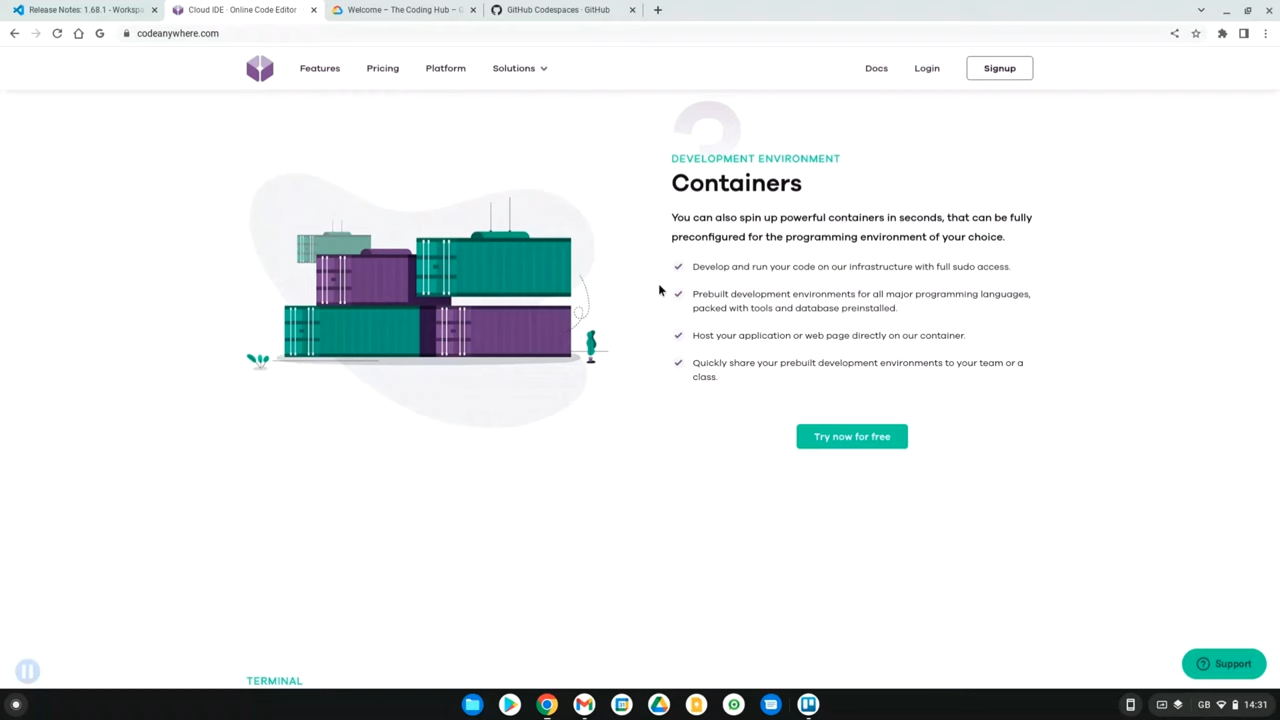 Release Notes: 1.68.1 - Workspa
Cloud IDE · Online Code Editor
Welcome – The Coding Hub – G
GitHub Codespaces · GitHub
codeanywhere.com
Features
Pricing
Platform
Solutions
Docs
Login
Signup
DEVELOPMENT ENVIRONMENT
Containers
You can also spin up powerful containers in seconds, that can be fully
preconfigured for the programming environment of your choice.
Develop and run your code on our infrastructure with full sudo access.
Prebuilt development environments for all major programming languages,
packed with tools and database preinstalled.
Host your application or web page directly on our container.
Quickly share your prebuilt development environments to your team or a
class.
Try now for free
TERMINAL
Support
GB
14:31